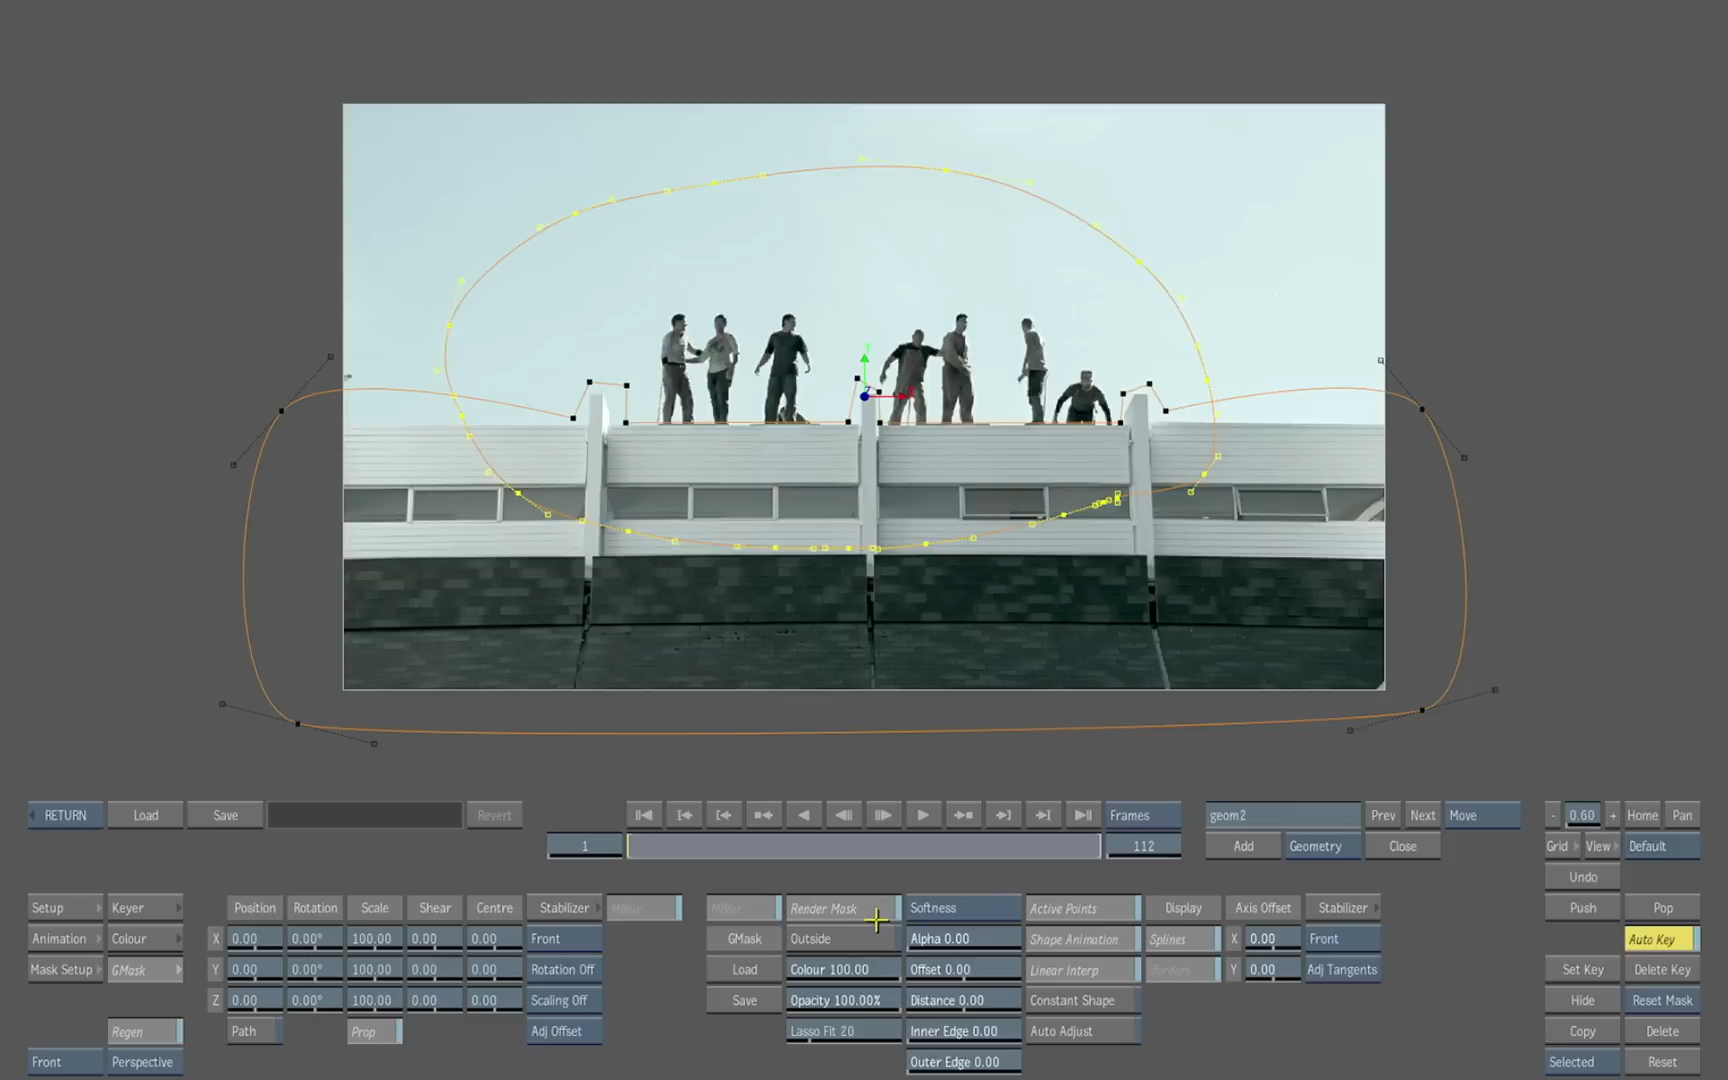 Y
X
Z
RETURN Load Save Revert Frames geom2 Prev Next Move - 0.60 + Home Pan
1 112 Add Geometry Close Grid View Default
Undo
Setup Keyer Position Rotation Scale Shear Centre Stabilizer MBlur MBlur Render Mask Softness Active Points Display Axis Offset Stabilizer Push Pop
Animation Colour X 0.00 0.00° 100.00 0.00 0.00 Front GMask Outside Alpha 0.00 Shape Animation Splines X 0.00 Front Auto Key
Mask Setup GMask Y 0.00 0.00° 100.00 0.00 0.00 Rotation Off Load Colour 100.00 Offset 0.00 Linear Interp Borders Y 0.00 Adj Tangents Set Key Delete Key
Z 0.00 0.00° 100.00 0.00 0.00 Scaling Off Save Opacity 100.00% Distance 0.00 Constant Shape Hide Reset Mask
Regen Path Prop Adj Offset Lasso Fit 20 Inner Edge 0.00 Auto Adjust Copy Delete
Front Perspective Outer Edge 0.00 Selected Reset